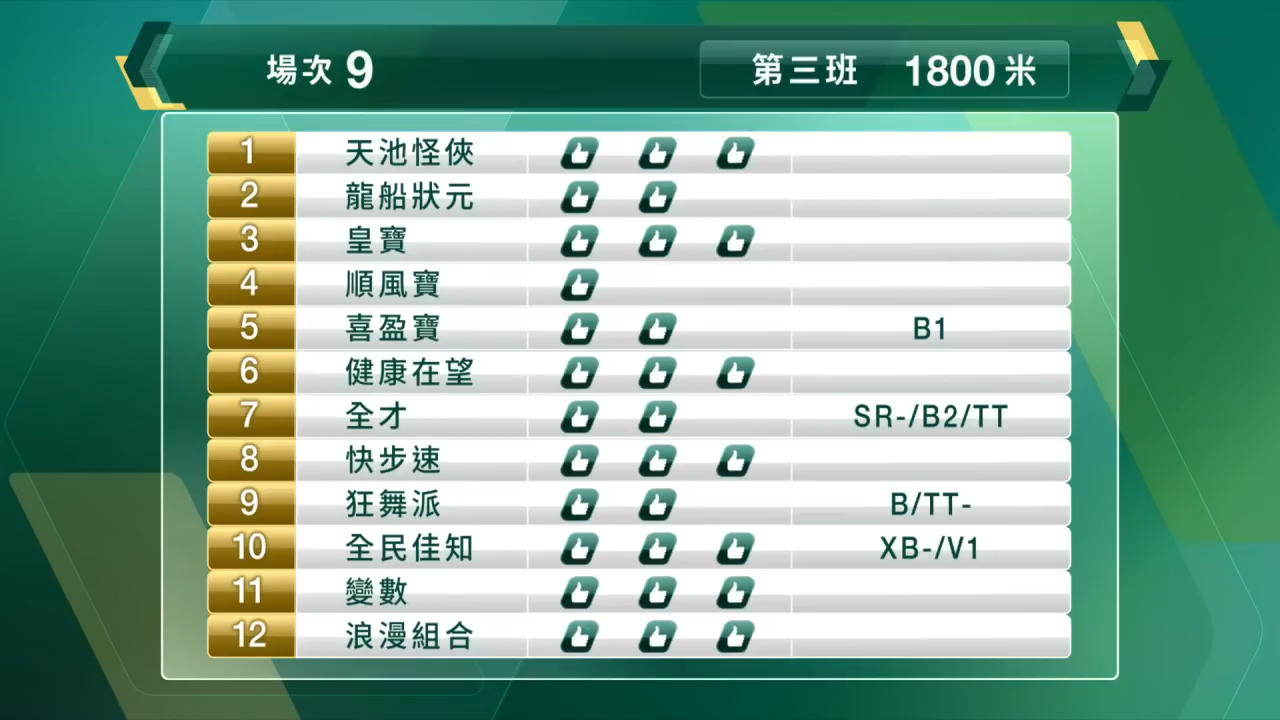 場次 9 第三班 1800 米
1 天池怪俠
2 龍船狀元
3 皇寶
4 順風寶
5 喜盈寶 B1
6 健康在望
7 全才 SR-/B2/TT
8 快步速
9 狂舞派 B/TT-
10 全民佳知 XB-/V1
11 變數
12 浪漫組合